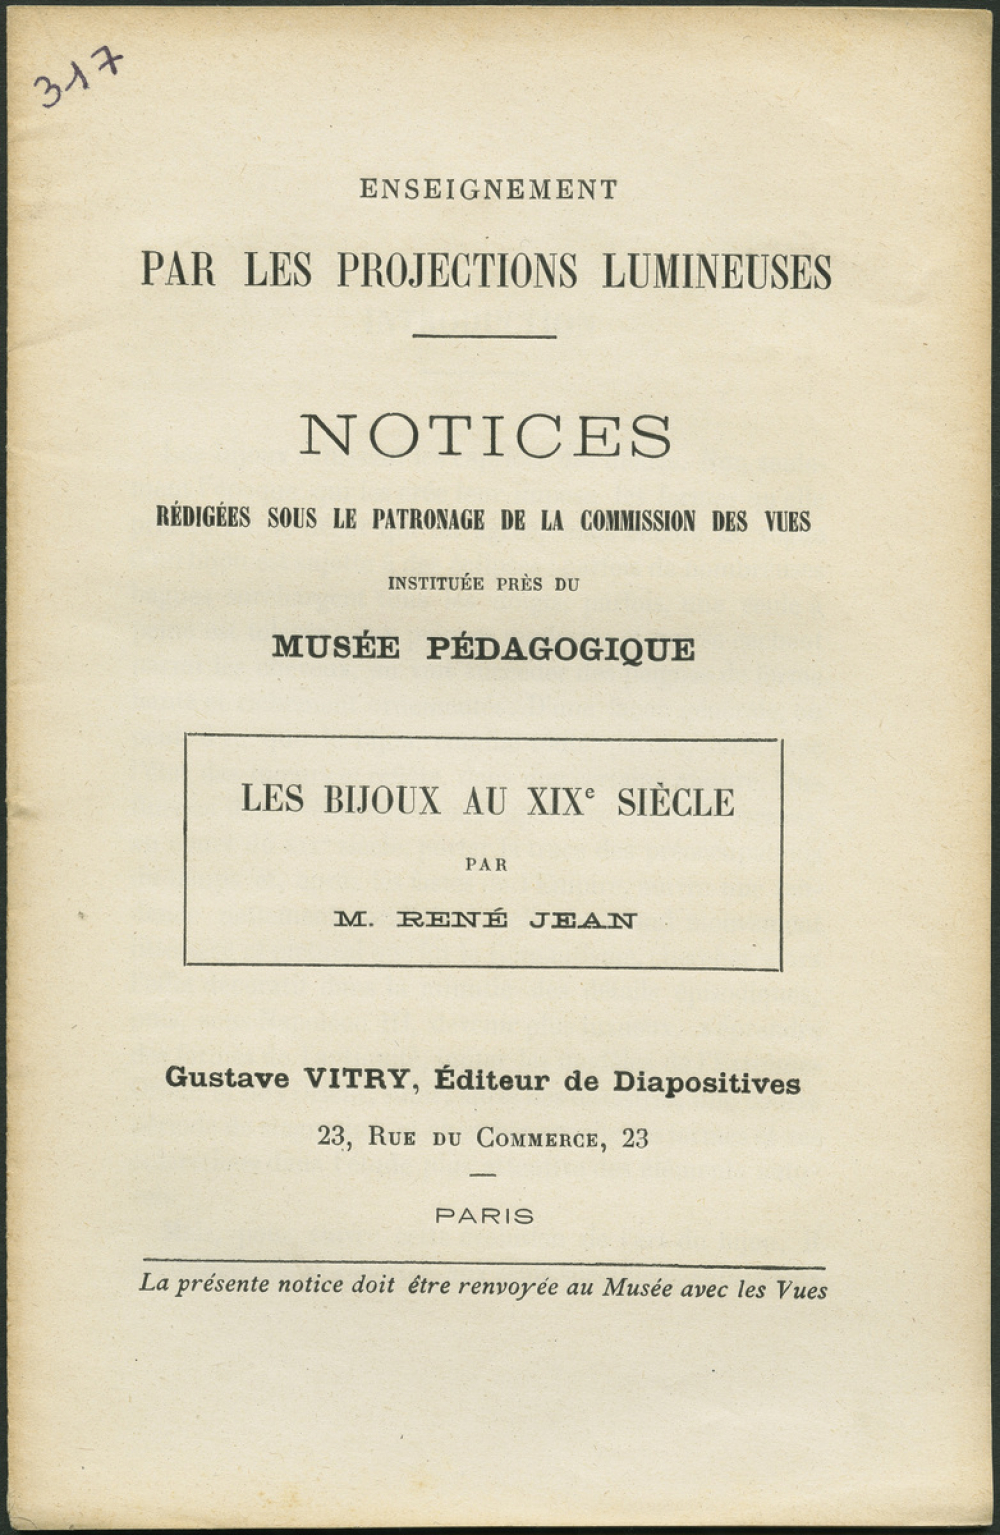 317
ENSEIGNEMENT
PAR LES PROJECTIONS LUMINEUSES
NOTICES
RÉDIGÉES SOUS LE PATRONAGE DE LA COMMISSION DES VUES
INSTITUÉE PRÈS DU
MUSÉE PÉDAGOGIQUE
LES BIJOUX AU XIXe SIÈCLE
PAR
M. RENÉ JEAN
Gustave VITRY, Éditeur de Diapositives
23, RUE DU COMMERCE, 23
PARIS
La présente notice doit être renvoyée au Musée avec les Vues